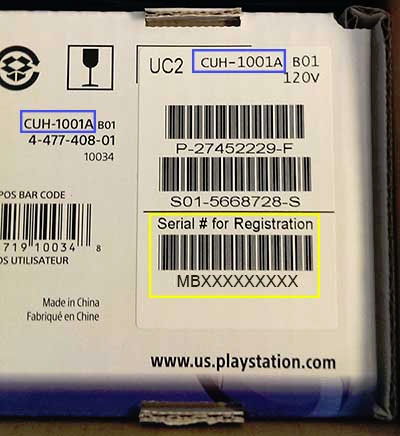 UC2 CUH-1001A B01
120V
P-27452229-F
S01-5668728-S
Serial # for Registration
MBXXXXXXXXX
CUH-1001A B01
4-477-408-01
10034
POS BAR CODE
719 10034 8
OS UTILISATEUR
Made in China
Fabriqué en Chine
www.us.playstation.com